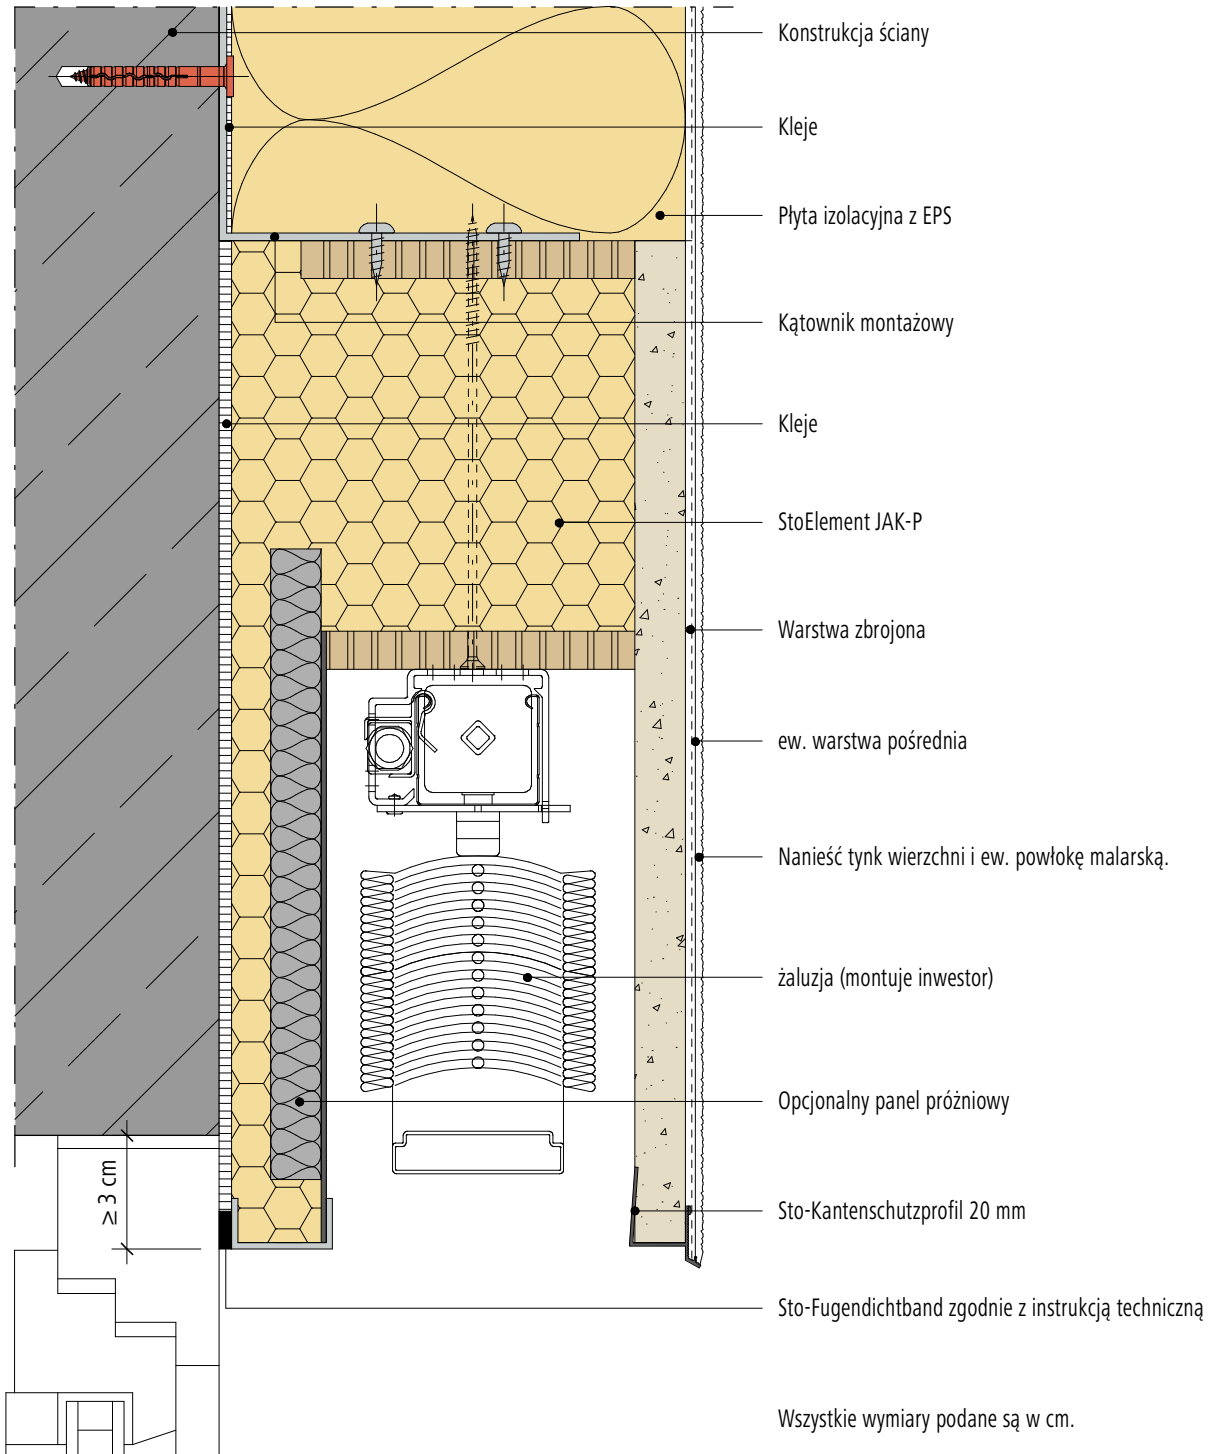 Konstrukcja ściany
Kleje
Płyta izolacyjna z EPS
Kątownik montażowy
Kleje
StoElement JAK-P
Warstwa zbrojona
ew. warstwa pośrednia
Nanieść tynk wierzchni i ew. powłokę malarską.
żaluzja (montuje inwestor)
Opcjonalny panel próżniowy
≥ 3 cm
Sto-Kantenschutzprofil 20 mm
Sto-Fugendichtband zgodnie z instrukcją techniczną
Wszystkie wymiary podane są w cm.